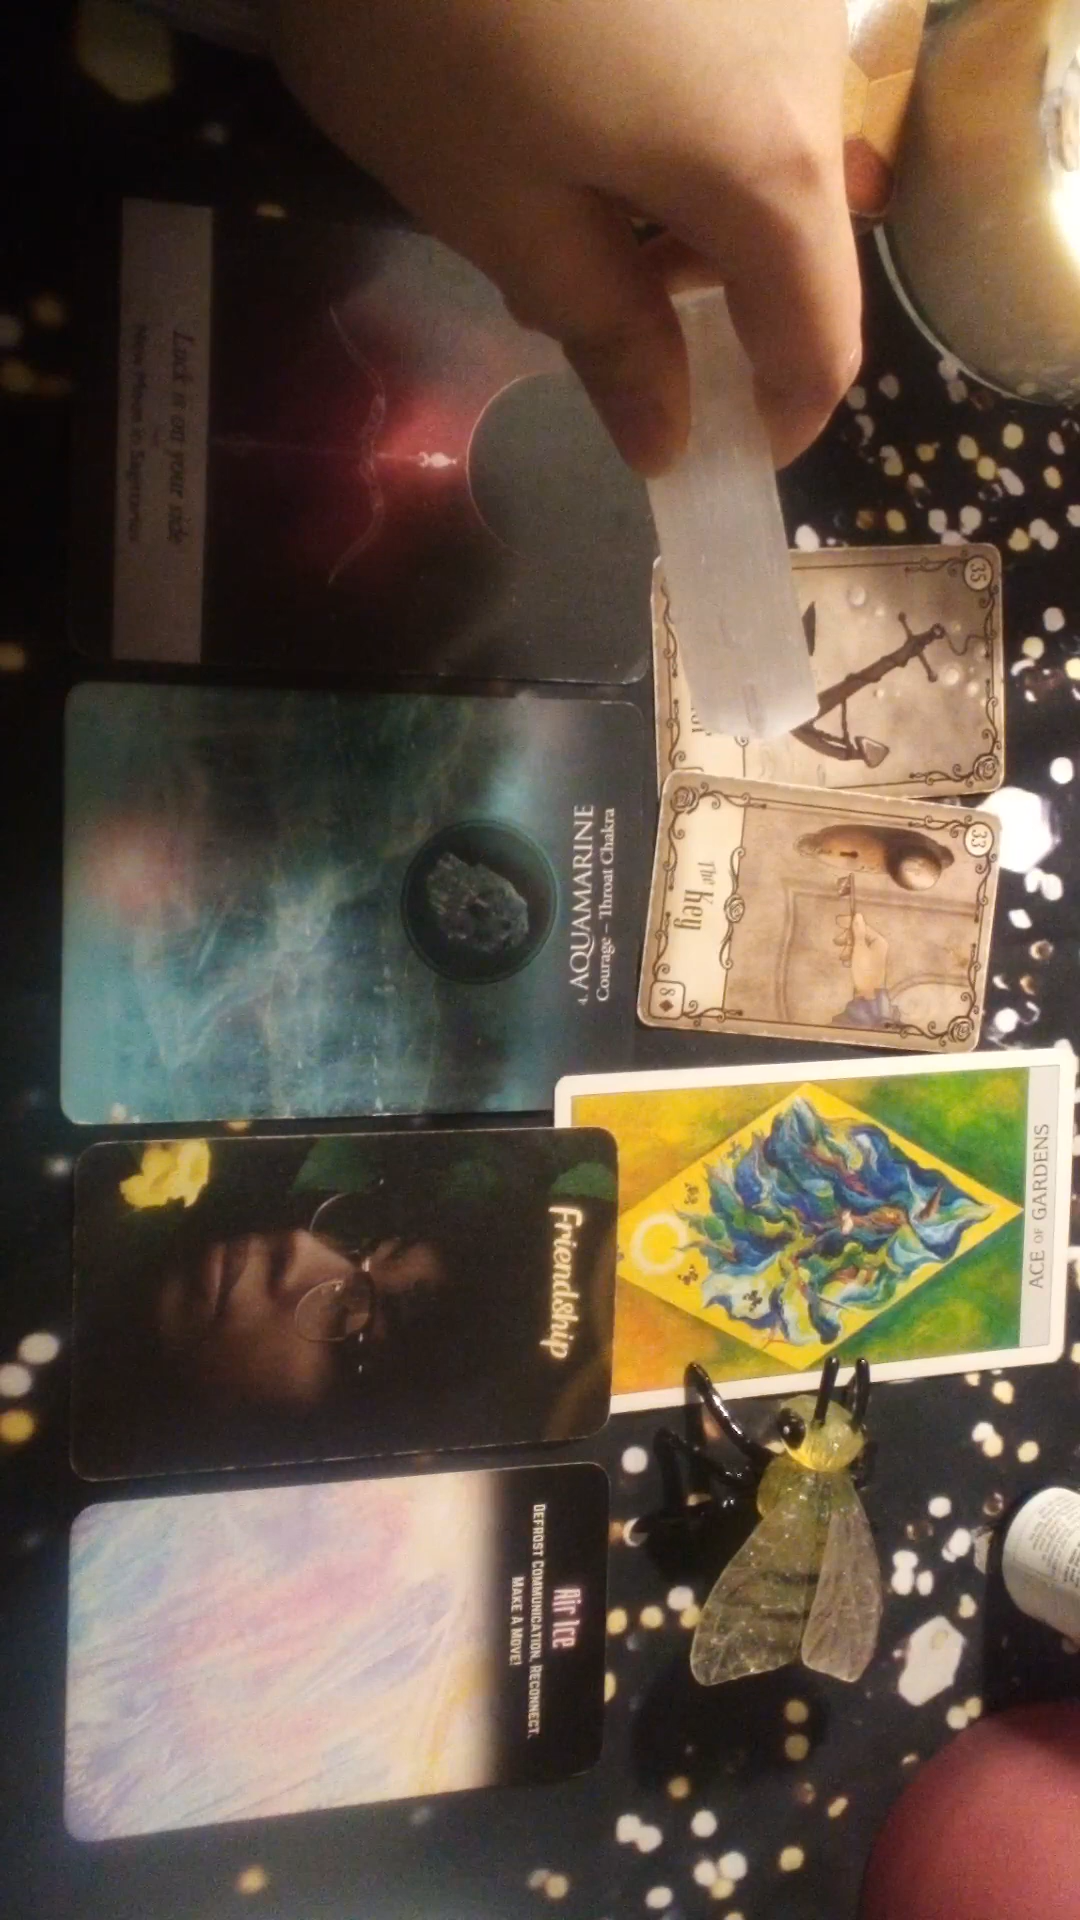 Luck is on your side
New Moon in Sagittarius
4. AQUAMARINE
Courage – Throat Chakra
Friendship
Air Ice
DEFROST COMMUNICATION, RECONNECT,
MAKE A MOVE!
35
33
The Key
8
ACE OF GARDENS